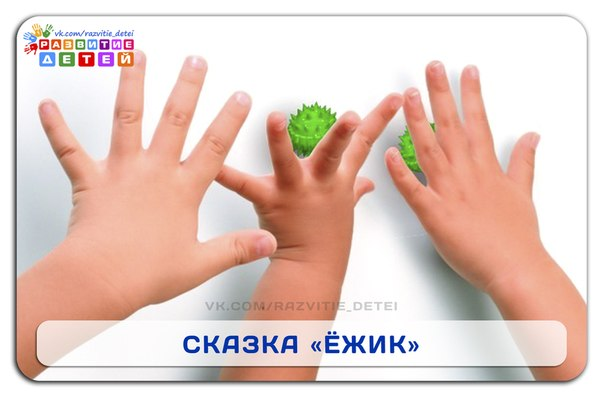 vk.com/razvitie_detei
РАЗВИТИЕ
ДЕТЕЙ
VK.COM/RAZVITIE_DETEI
СКАЗКА «ЁЖИК»